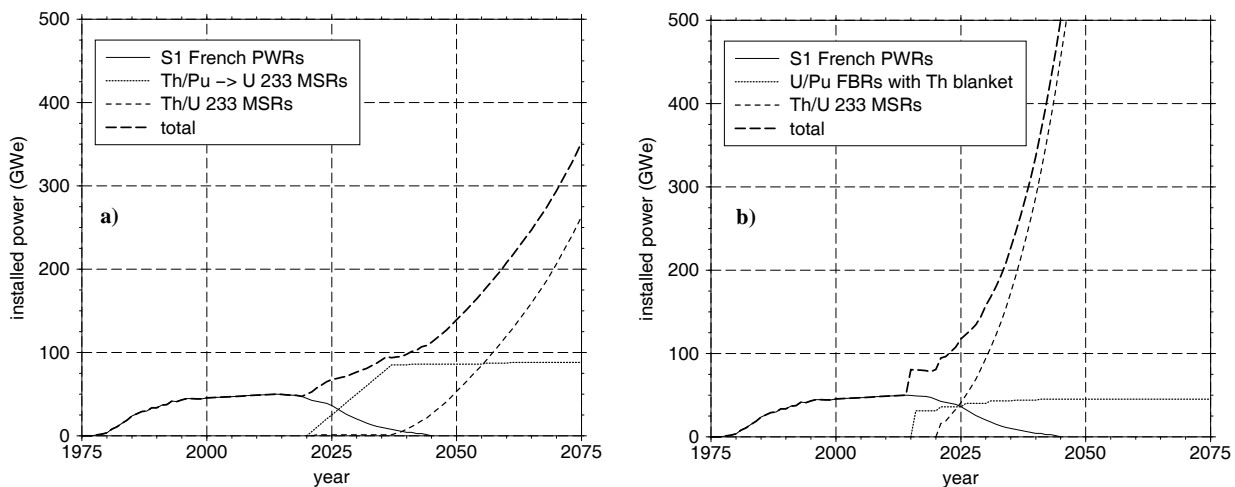 500
400
300
200
100
0
installed power (GWe)
S1 French PWRs
Th/Pu −> U 233 MSRs
Th/U 233 MSRs
total
a)
1975
2000
2025
2050
2075
year
500
400
300
200
100
0
installed power (GWe)
S1 French PWRs
U/Pu FBRs with Th blanket
Th/U 233 MSRs
total
b)
1975
2000
2025
2050
2075
year